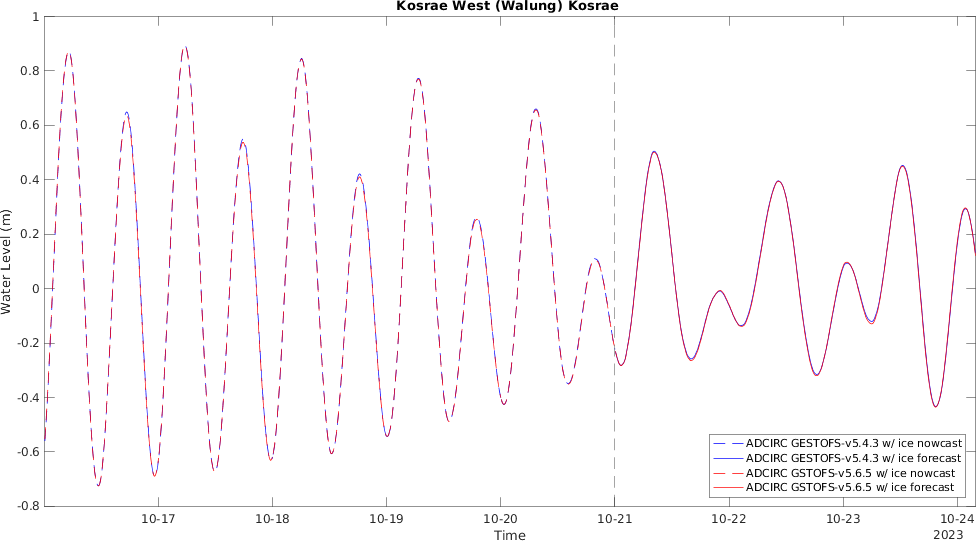 Kosrae West (Walung) Kosrae
1
0.8
0.6
0.4
0.2
0
-0.2
-0.4
-0.6
-0.8
Water Level (m)
10-17
10-18
10-19
10-20
10-21
10-22
10-23
10-24
Time
2023
ADCIRC GESTOFS-v5.4.3 w/ ice nowcast
ADCIRC GESTOFS-v5.4.3 w/ ice forecast
ADCIRC GSTOFS-v5.6.5 w/ ice nowcast
ADCIRC GSTOFS-v5.6.5 w/ ice forecast